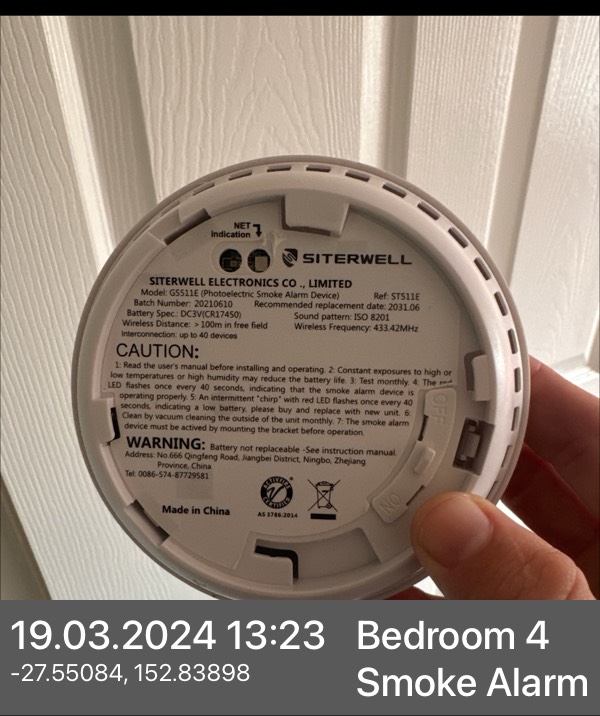 NET
Indication
SITERWELL
SITERWELL ELECTRONICS CO ., LIMITED
Model: GS511E (Photoelectric Smoke Alarm Device) Ref: ST511E
Batch Number: 20210610 Recommended replacement date: 2031.06
Battery Spec.: DC3V(CR17450) Sound pattern: ISO 8201
Wireless Distance: >100m in free field Wireless Frequency: 433.42MHz
Interconnection: up to 40 devices
CAUTION:
1: Read the user's manual before installing and operating. 2: Constant exposures to high or
low temperatures or high humidity may reduce the battery life. 3: Test monthly. 4: The red
LED flashes once every 40 seconds, indicating that the smoke alarm device is
operating properly. 5: An intermittent "chirp" with red LED flashes once every 40
seconds, indicating a low battery, please buy and replace with new unit. 6:
Clean by vacuum cleaning the outside of the unit monthly. 7: The smoke alarm
device must be actived by mounting the bracket before operation.
WARNING: Battery not replaceable -See instruction manual.
Address: No.666 Qingfeng Road, Jiangbei District, Ningbo, Zhejiang
Province, China
Tel: 0086-574-87729581
OFF
ON
Made in China
ACTIVFIRE
CERTIFIED
AS 3786:2014
19.03.2024 13:23
-27.55084, 152.83898
Bedroom 4
Smoke Alarm